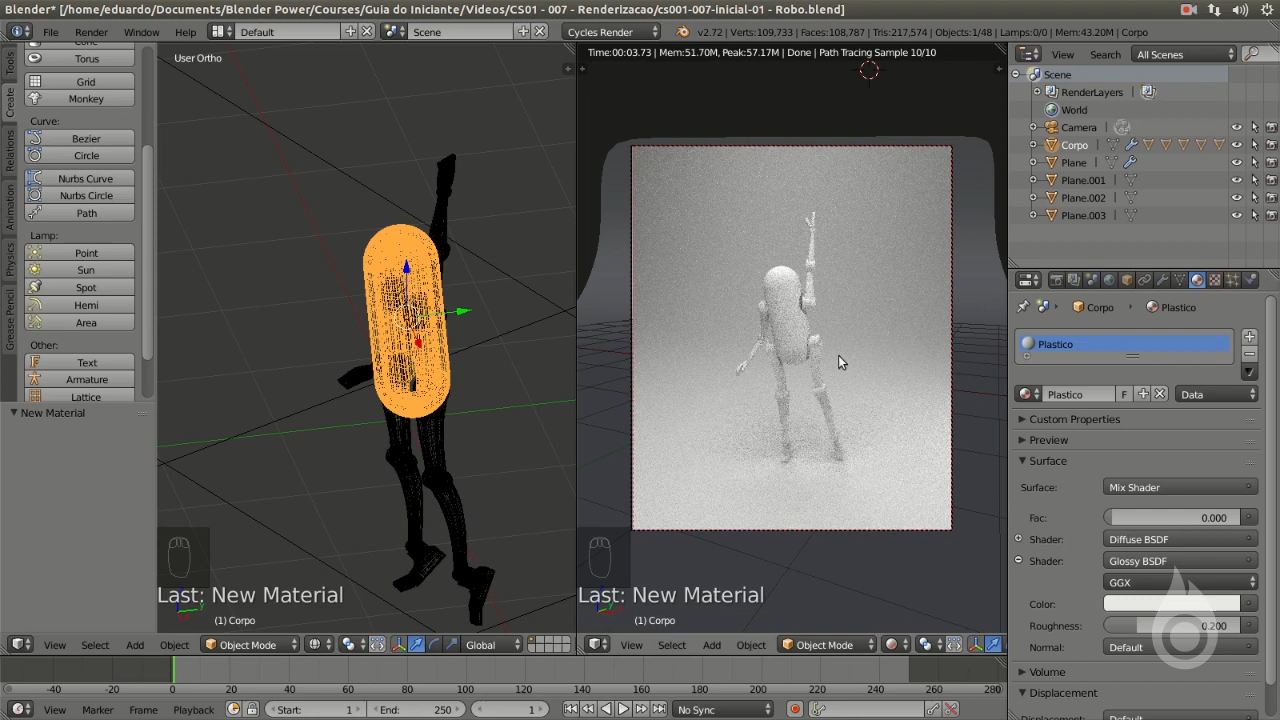 Blender* [/home/eduardo/Documents/Blender Power/Courses/Guia do Iniciante/Videos/CS01 - 007 - Renderizacao/cs001-007-inicial-01 - Robo.blend]
File Render Window Help Default Scene Cycles Render v2.72 | Verts:109,733 | Faces:108,787 | Tris:217,574 | Objects:1/48 | Lamps:0/0 | Mem:43.20M | Corpo
Tools
Create
Relations
Animation
Physics
Grease Pencil
Torus
Grid
Monkey
Curve:
Bezier
Circle
Nurbs Curve
Nurbs Circle
Path
Lamp:
Point
Sun
Spot
Hemi
Area
Other:
Text
Armature
Lattice
New Material
User Ortho
Last: New Material
(1) Corpo
View Select Add Object Object Mode Global
Time:00:03.73 | Mem:51.70M, Peak:57.17M | Done | Path Tracing Sample 10/10
Last: New Material
(1) Corpo
View Select Add Object Object Mode
View Search All Scenes
Scene
RenderLayers |
World
Camera |
Corpo |
Plane |
Plane.001 |
Plane.002 |
Plane.003 |
Corpo Plastico
Plastico
Plastico F Data
Custom Properties
Preview
Surface
Surface: Mix Shader
Fac: 0.000
Shader: Diffuse BSDF
Shader: Glossy BSDF
GGX
Color:
Roughness: 0.200
Normal: Default
Volume
Displacement
-40 -20 0 20 40 60 80 100 120 140 160 180 200 220 240 260 280
View Marker Frame Playback Start: 1 End: 250 1 No Sync